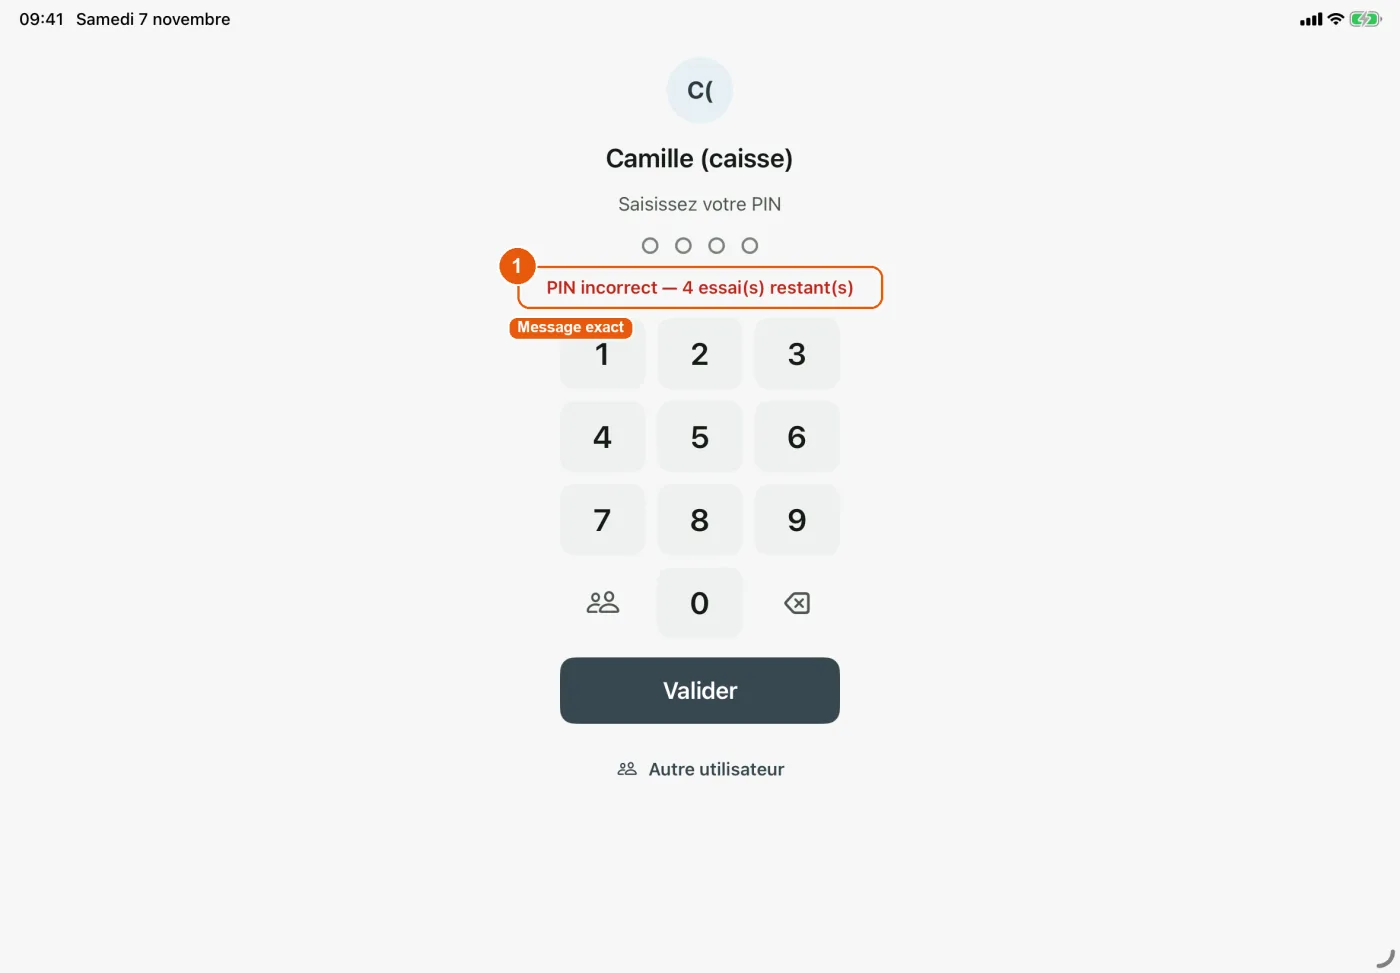 09:41 Samedi 7 novembre
C(
Camille (caisse)
Saisissez votre PIN
1
PIN incorrect — 4 essai(s) restant(s)
Message exact
1 2 3
4 5 6
7 8 9
0
Valider
Autre utilisateur